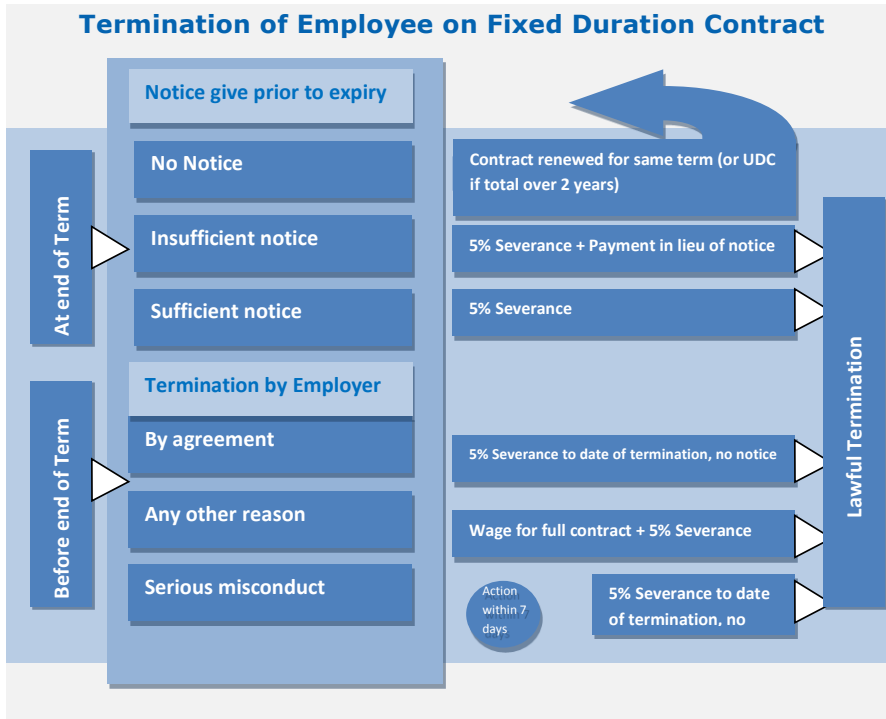 Termination of Employee on Fixed Duration Contract
Notice give prior to expiry
At end of Term
No Notice
Contract renewed for same term (or UDC
if total over 2 years)
Insufficient notice
5% Severance + Payment in lieu of notice
Sufficient notice
5% Severance
Termination by Employer
Before end of Term
By agreement
5% Severance to date of termination, no notice
Any other reason
Wage for full contract + 5% Severance
Serious misconduct
Action
within 7
days
5% Severance to date
of termination, no
Lawful Termination